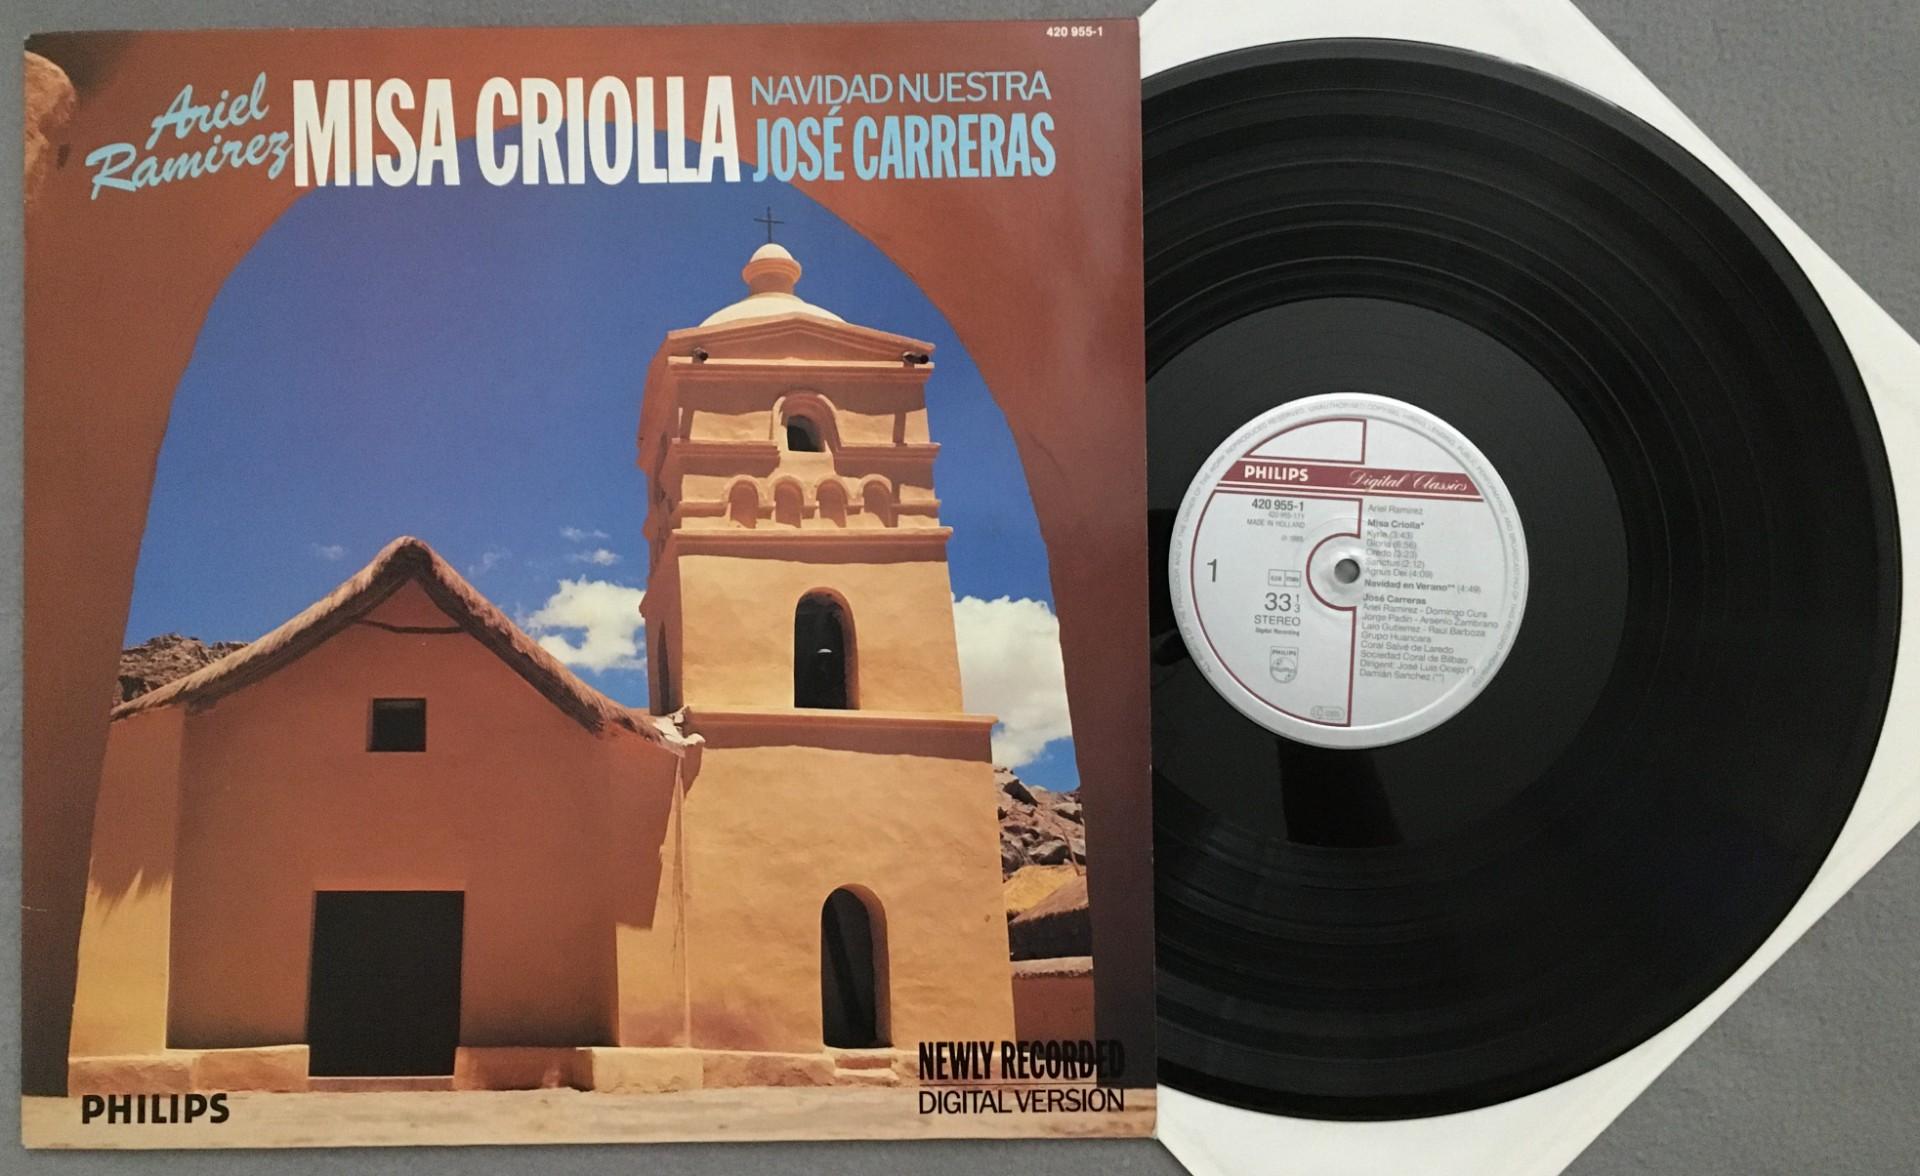 420 955-1
Ariel
Ramirez
MISA CRIOLLA
NAVIDAD NUESTRA
JOSÉ CARRERAS
NEWLY RECORDED
DIGITAL VERSION
PHILIPS
PHILIPS Digital Classics
420 955-1
MADE IN HOLLAND
1
33 1/3
STEREO
Digital Recording
PHILIPS
Ariel Ramirez
Misa Criolla*
Kyrie (3:43)
Gloria (6:56)
Credo (3:23)
Sanctus (2:12)
Agnus Dei (4:09)
Navidad en Verano** (4:49)
José Carreras
Ariel Ramirez - Domingo Cura
Jorge Padin - Arsenio Zambrano
Lalo Gutierrez - Raúl Barboza
Grupo Huancara
Coral Salvé de Laredo
Sociedad Coral de Bilbao
Dirigent: José Luis Ocejo (*)
Damián Sanchez (**)